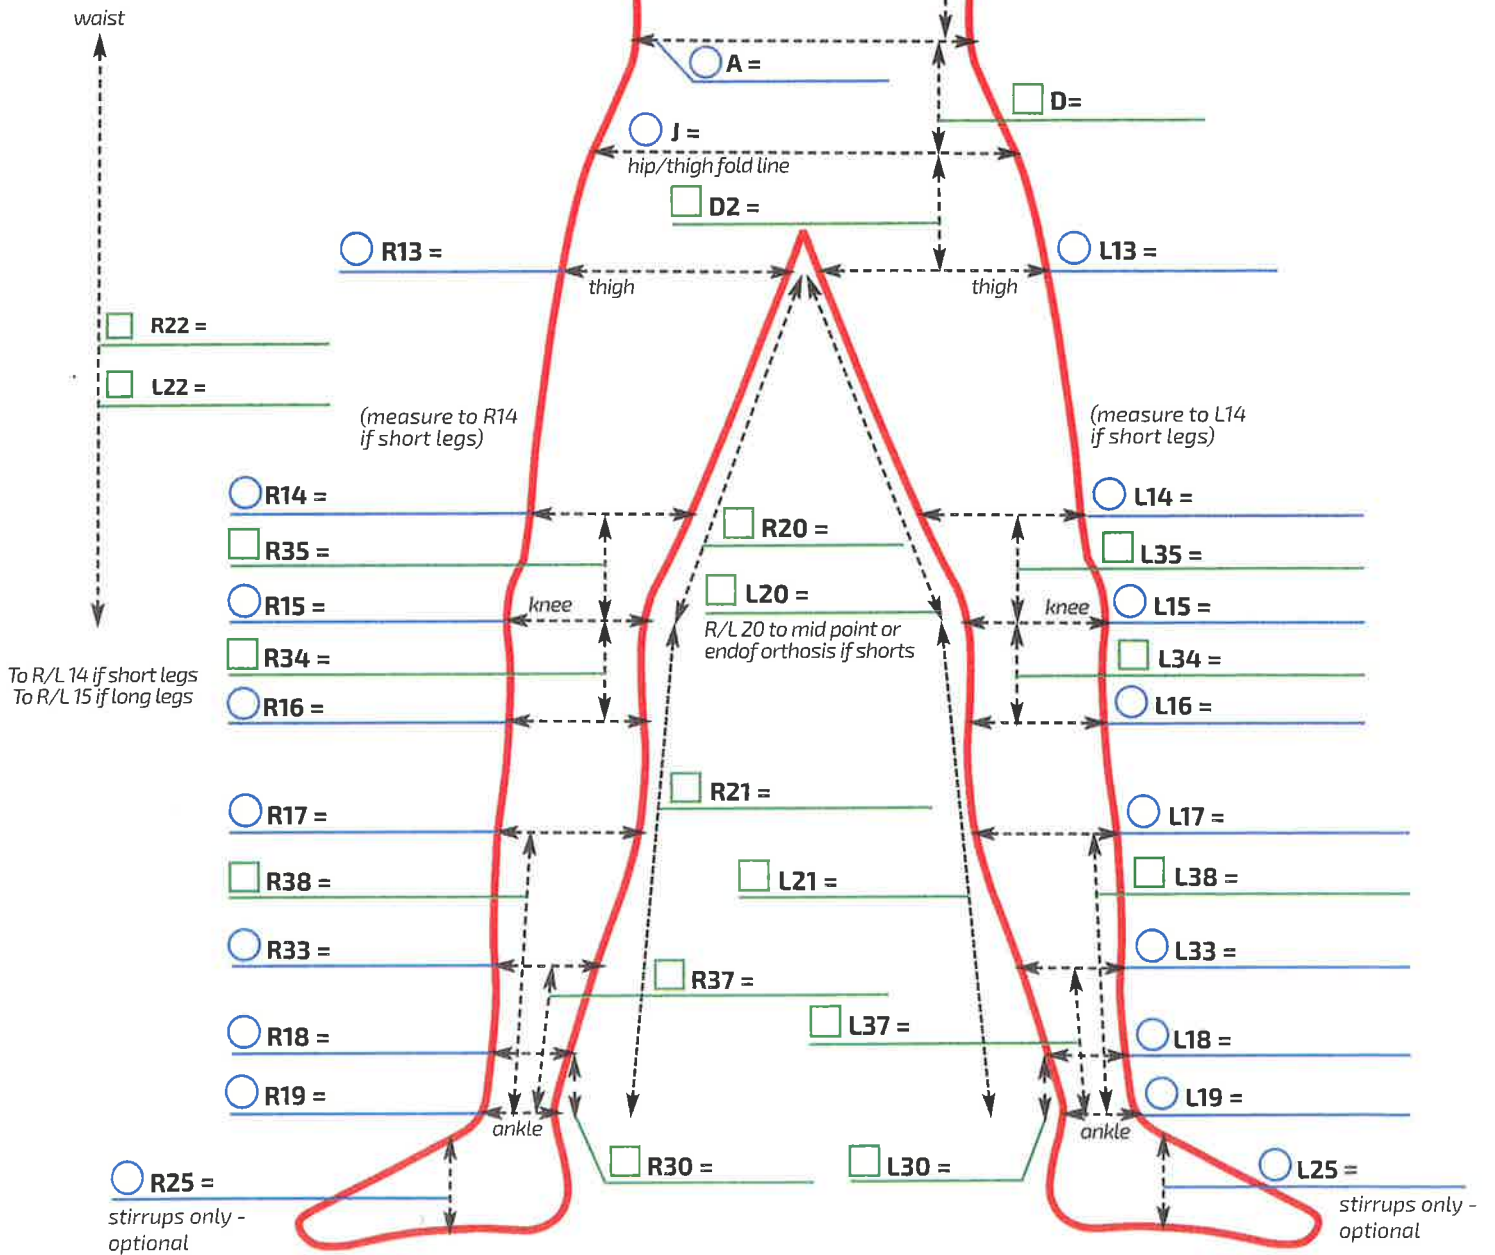 waist
A =
D=
J =
hip/thigh fold line
D2 =
R13 =
L13 =
thigh
thigh
R22 =
L22 =
(measure to R14
if short legs)
(measure to L14
if short legs)
R14 =
L14 =
R20 =
R35 =
L35 =
L20 =
R15 =
knee
knee
L15 =
R/L 20 to mid point or
endof orthosis if shorts
R34 =
L34 =
To R/L 14 if short legs
To R/L 15 if long legs
R16 =
L16 =
R21 =
R17 =
L17 =
R38 =
L21 =
L38 =
R33 =
L33 =
R37 =
L37 =
R18 =
L18 =
R19 =
L19 =
ankle
ankle
R30 =
L30 =
R25 =
L25 =
stirrups only -
optional
stirrups only -
optional